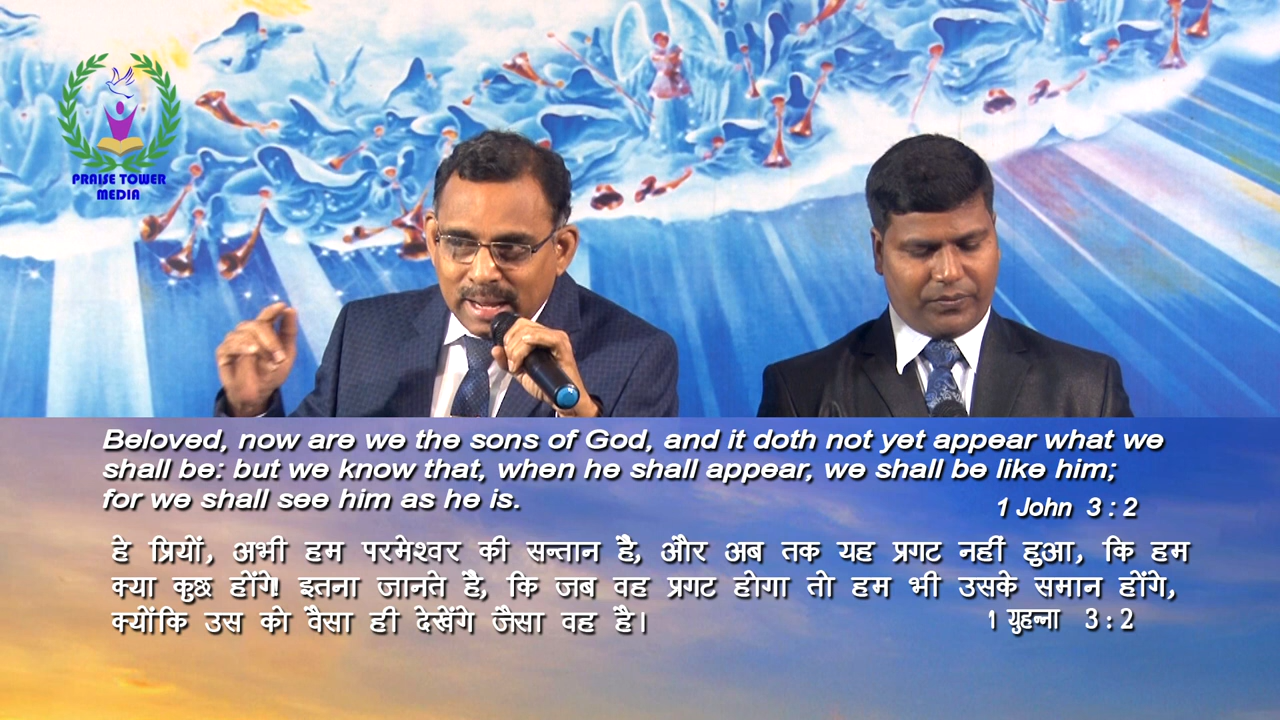 PRAISE TOWER
MEDIA
Beloved, now are we the sons of God, and it doth not yet appear what we
shall be: but we know that, when he shall appear, we shall be like him;
for we shall see him as he is.
1 John 3 : 2
हे प्रियों, अभी हम परमेश्वर की सन्तान है, और अब तक यह प्रगट नहीं हुआ, कि हम
क्या कुछ होंगे! इतना जानते है, कि जब वह प्रगट होगा तो हम भी उसके समान होंगे,
क्योंकि उस को वैसा ही देखेंगे जैसा वह है।
1 युहन्ना 3 : 2